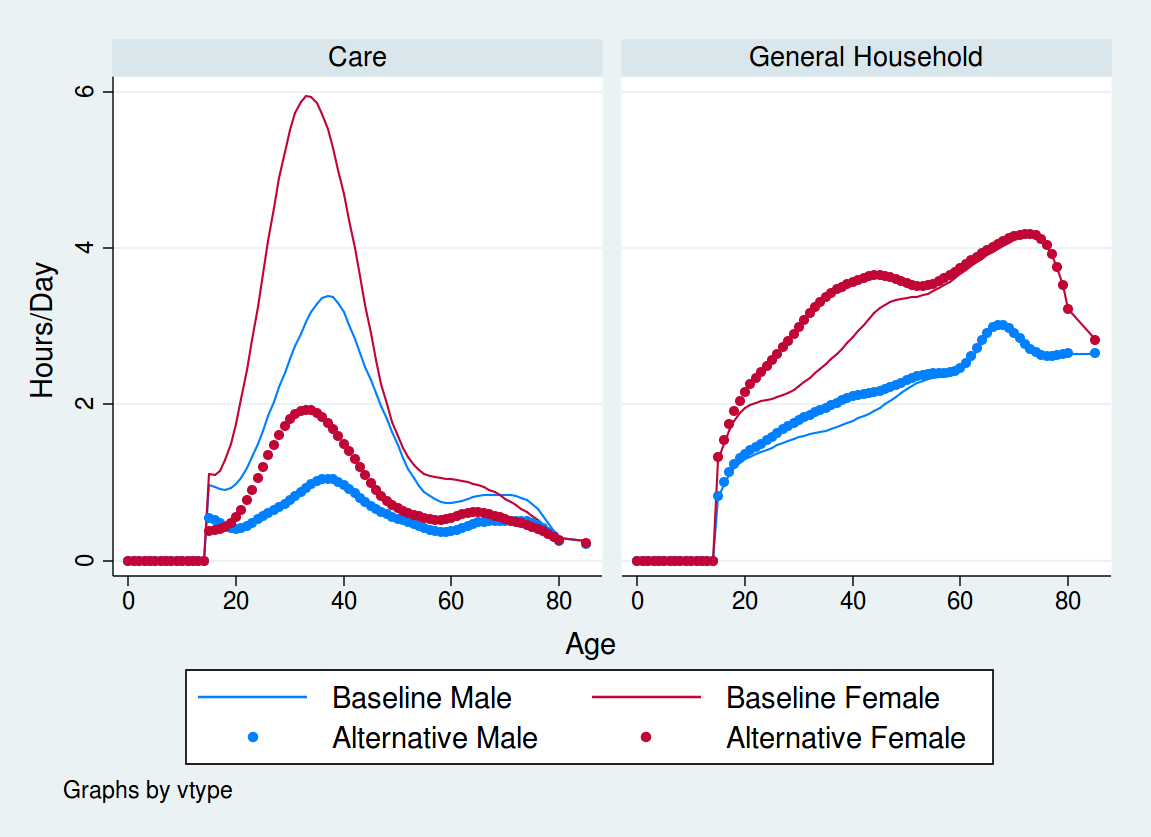 Care
General Household
Hours/Day
6
4
2
0
0 20 40 60 80
0 20 40 60 80
Age
Baseline Male
Baseline Female
Alternative Male
Alternative Female
Graphs by vtype